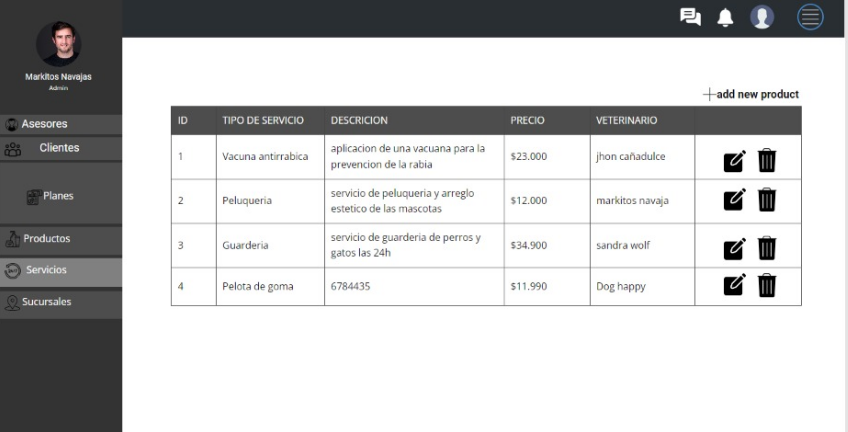 Markitos Navajas
Admin
Asesores
Clientes
Planes
Productos
Servicios
Sucursales
add new product
ID TIPO DE SERVICIO DESCRICION PRECIO VETERINARIO
1 Vacuna antirrabica aplicacion de una vacuana para la $23.000 jhon cañadulce
prevencion de la rabia
2 Peluqueria servicio de peluqueria y arreglo $12.000 markitos navaja
estetico de las mascotas
3 Guarderia servicio de guarderia de perros y $34.900 sandra wolf
gatos las 24h
4 Pelota de goma 6784435 $11.990 Dog happy